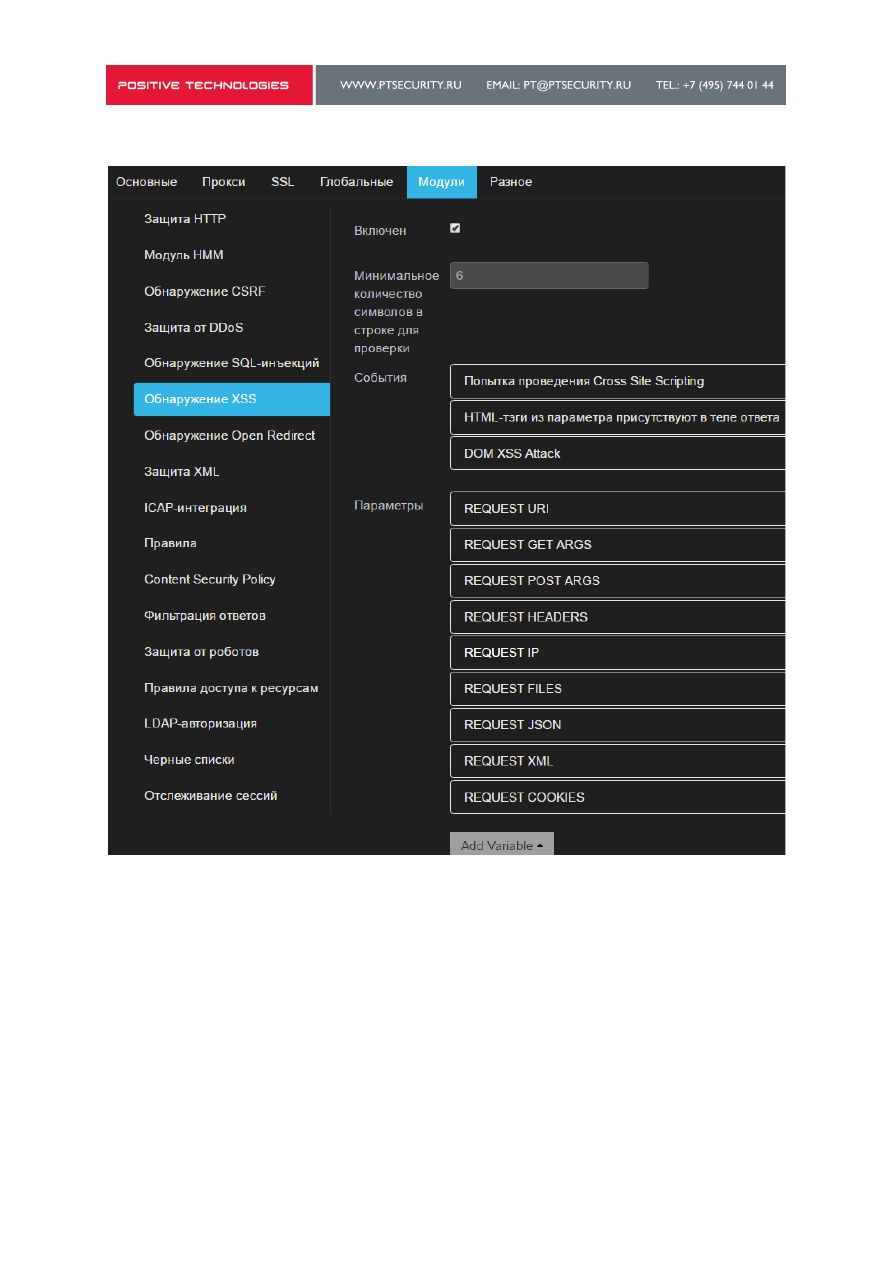 POSITIVE TECHNOLOGIES
WWW.PTSECURITY.RU EMAIL: PT@PTSECURITY.RU TEL.: +7 (495) 744 01 44
Основные Прокси SSL Глобальные Модули Разное
Защита HTTP
Модуль HMM
Обнаружение CSRF
Защита от DDoS
Обнаружение SQL-инъекций
Обнаружение XSS
Обнаружение Open Redirect
Защита XML
ICAP-интеграция
Правила
Content Security Policy
Фильтрация ответов
Защита от роботов
Правила доступа к ресурсам
LDAP-авторизация
Черные списки
Отслеживание сессий
Включен
Минимальное
количество
символов в
строке для
проверки
6
События
Попытка проведения Cross Site Scripting
HTML-тэги из параметра присутствуют в теле ответа
DOM XSS Attack
Параметры
REQUEST URI
REQUEST GET ARGS
REQUEST POST ARGS
REQUEST HEADERS
REQUEST IP
REQUEST FILES
REQUEST JSON
REQUEST XML
REQUEST COOKIES
Add Variable